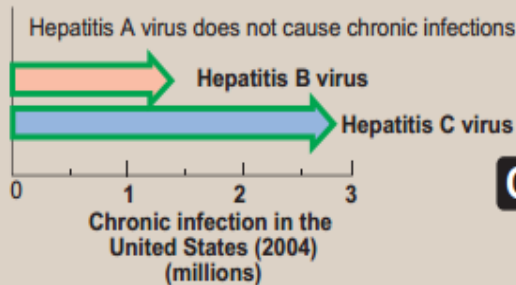 Hepatitis A virus does not cause chronic infections
Hepatitis B virus
Hepatitis C virus
0 1 2 3
Chronic infection in the
United States (2004)
(millions)